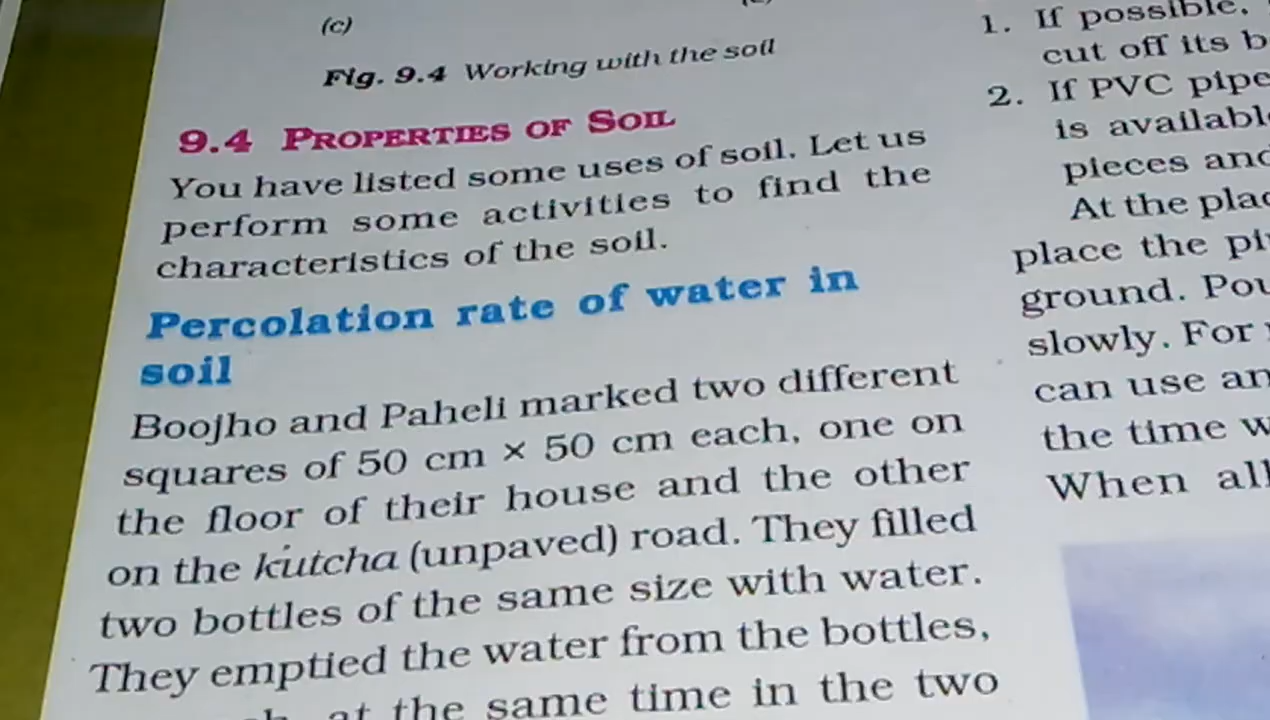 (c)
Fig. 9.4 Working with the soil
9.4 PROPERTIES OF SOIL
You have listed some uses of soil. Let us
perform some activities to find the
characteristics of the soil.
Percolation rate of water in
soil
Boojho and Paheli marked two different
squares of 50 cm × 50 cm each, one on
the floor of their house and the other
on the kutcha (unpaved) road. They filled
two bottles of the same size with water.
They emptied the water from the bottles,
at the same time in the two
1. If possible,
cut off its b
2. If PVC pipe
is availabl
pieces and
At the plac
place the pi
ground. Pou
slowly. For
can use an
the time w
When all